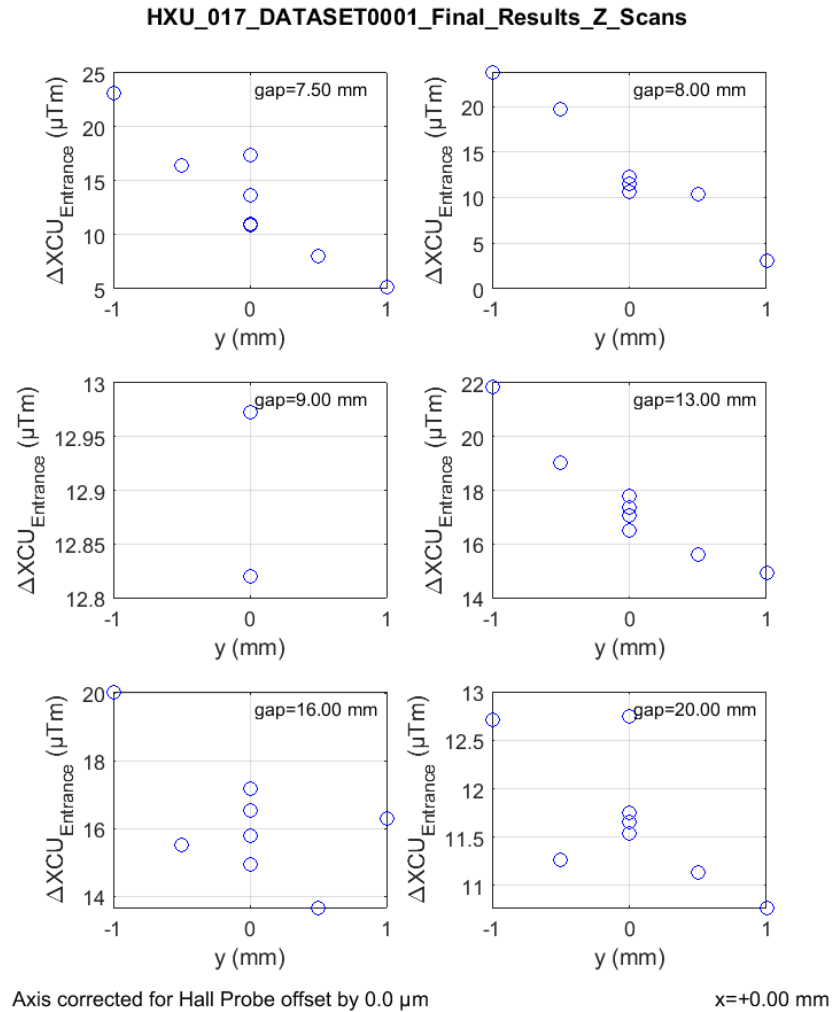 HXU_017_DATASET0001_Final_Results_Z_Scans
gap=7.50 mm
25
20
15
10
5
-1 0 1
ΔXCU_Entrance (µTm)
y (mm)
gap=8.00 mm
20
15
10
5
0
-1 0 1
ΔXCU_Entrance (µTm)
y (mm)
gap=9.00 mm
13
12.95
12.9
12.85
12.8
-1 0 1
ΔXCU_Entrance (µTm)
y (mm)
gap=13.00 mm
22
20
18
16
14
-1 0 1
ΔXCU_Entrance (µTm)
y (mm)
gap=16.00 mm
20
18
16
14
-1 0 1
ΔXCU_Entrance (µTm)
y (mm)
gap=20.00 mm
13
12.5
12
11.5
11
-1 0 1
ΔXCU_Entrance (µTm)
y (mm)
Axis corrected for Hall Probe offset by 0.0 µm
x=+0.00 mm